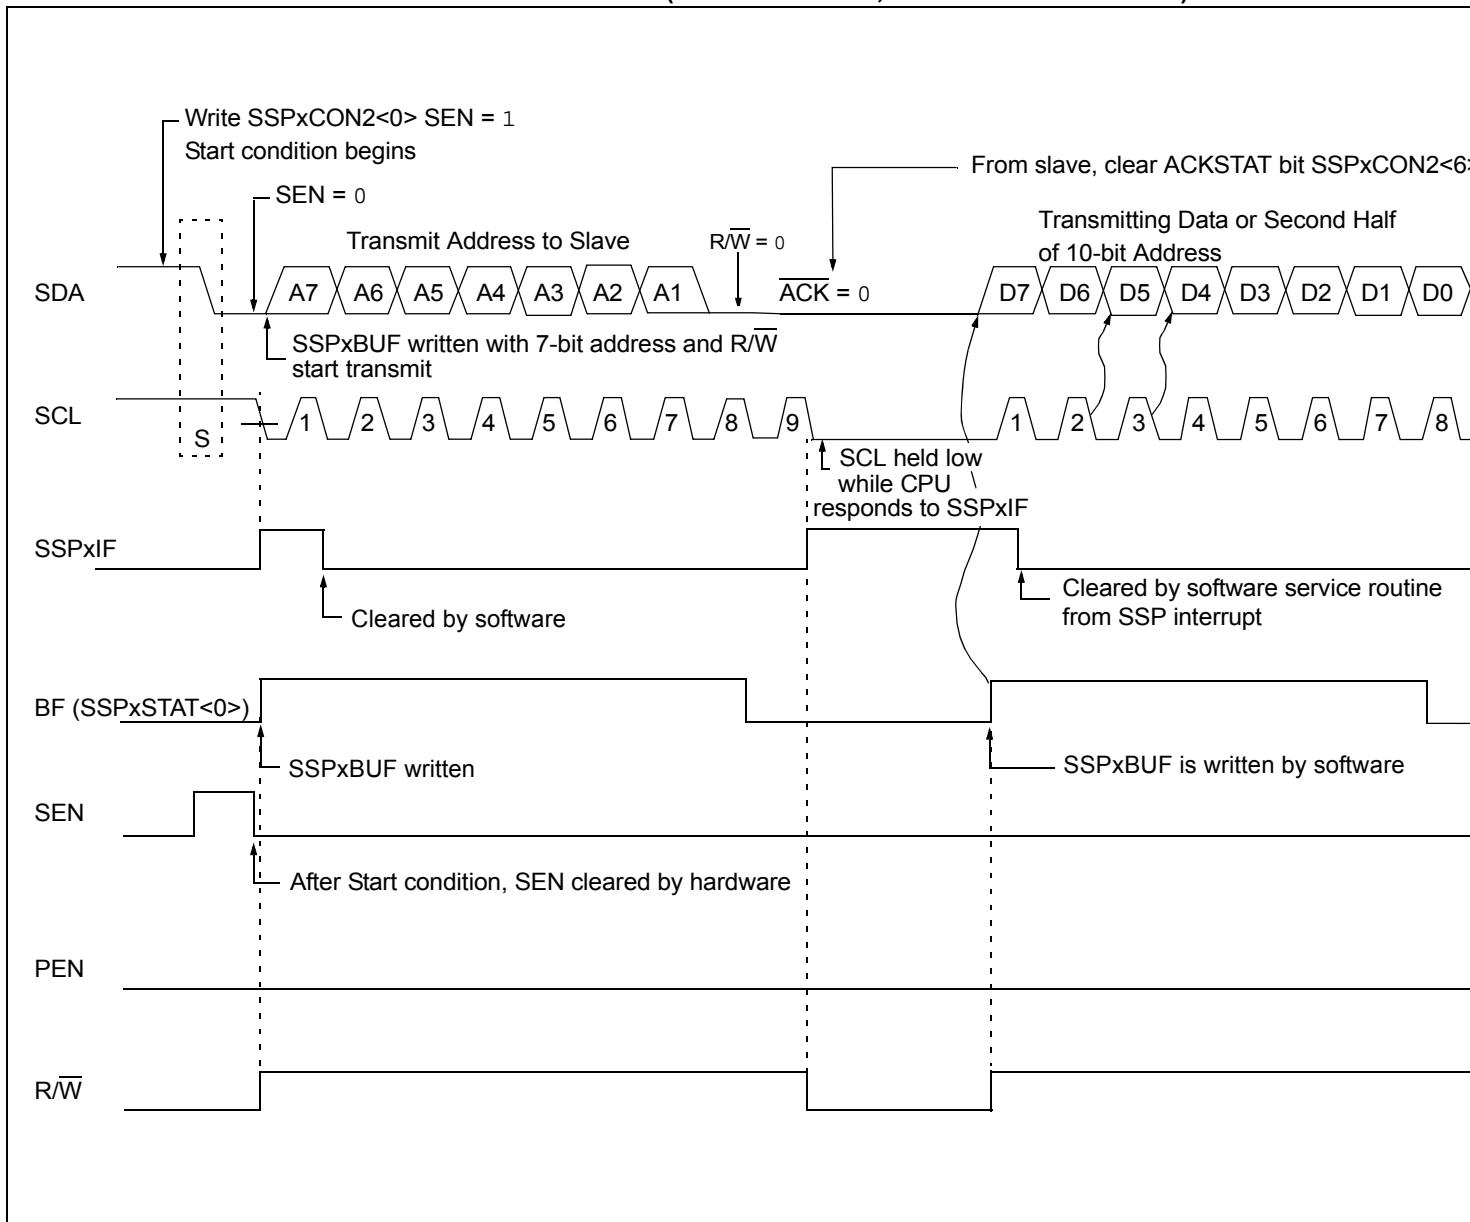 Write SSPxCON2<0> SEN = 1
Start condition begins
From slave, clear ACKSTAT bit SSPxCON2<6>
SEN = 0
Transmitting Data or Second Half
of 10-bit Address
Transmit Address to Slave
R/W̅ = 0
SDA
A7 A6 A5 A4 A3 A2 A1
A̅C̅K̅ = 0
D7 D6 D5 D4 D3 D2 D1 D0
SSPxBUF written with 7-bit address and R/W̅
start transmit
SCL
S
1 2 3 4 5 6 7 8 9
1 2 3 4 5 6 7 8
SCL held low
while CPU
responds to SSPxIF
SSPxIF
Cleared by software
Cleared by software service routine
from SSP interrupt
BF (SSPxSTAT<0>)
SSPxBUF written
SSPxBUF is written by software
SEN
After Start condition, SEN cleared by hardware
PEN
R/W̅